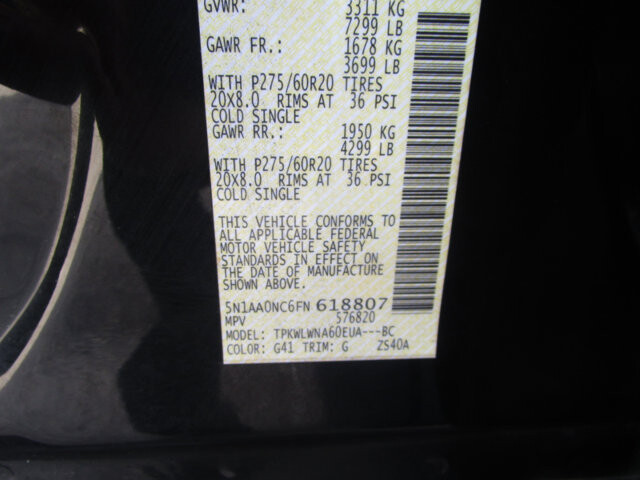 GVWR: 3311 KG
7299 LB
GAWR FR.: 1678 KG
3699 LB
WITH P275/60R20 TIRES
20X8.0 RIMS AT 36 PSI
COLD SINGLE
GAWR RR.: 1950 KG
4299 LB
WITH P275/60R20 TIRES
20X8.0 RIMS AT 36 PSI
COLD SINGLE
THIS VEHICLE CONFORMS TO
ALL APPLICABLE FEDERAL
MOTOR VEHICLE SAFETY
STANDARDS IN EFFECT ON
THE DATE OF MANUFACTURE
SHOWN ABOVE.
5N1AA0NC6FN 618807
MPV 576820
MODEL: TPKWLWNA60EUA---BC
COLOR: G41 TRIM: G ZS40A